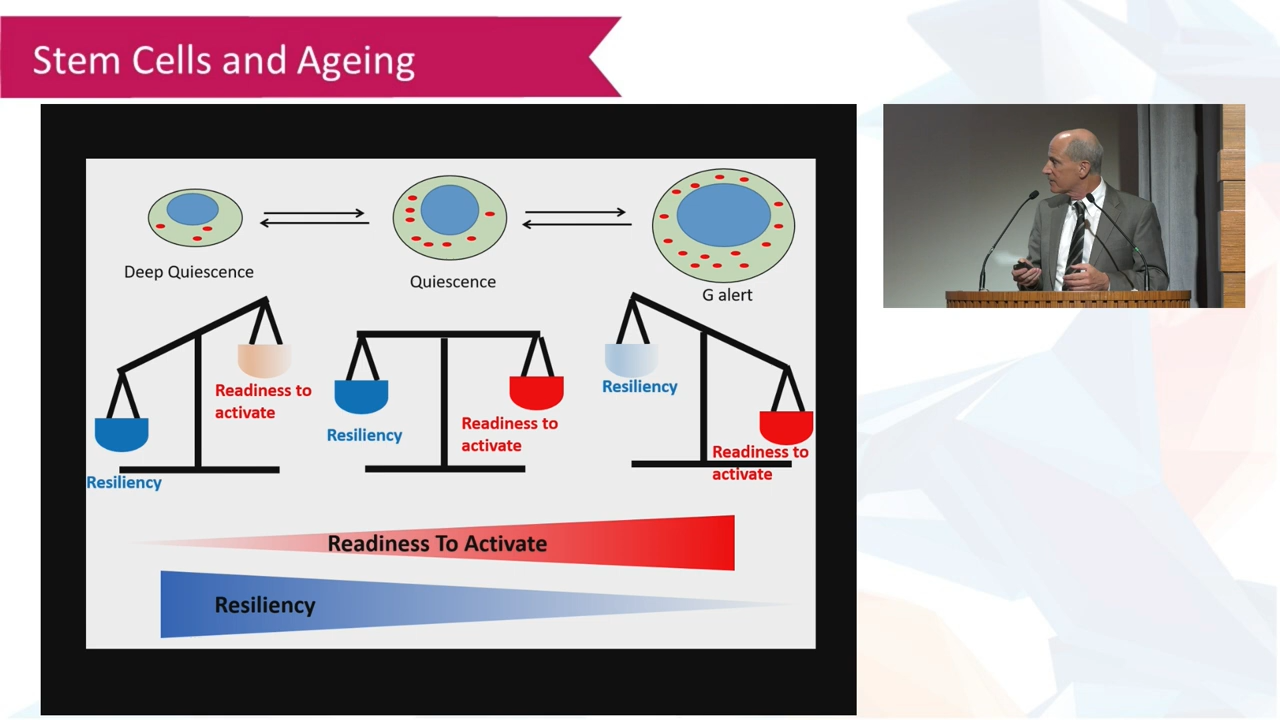 Stem Cells and Ageing
Deep Quiescence
Quiescence
G alert
Readiness to
activate
Resiliency
Resiliency
Readiness to
activate
Resiliency
Readiness to
activate
Readiness To Activate
Resiliency